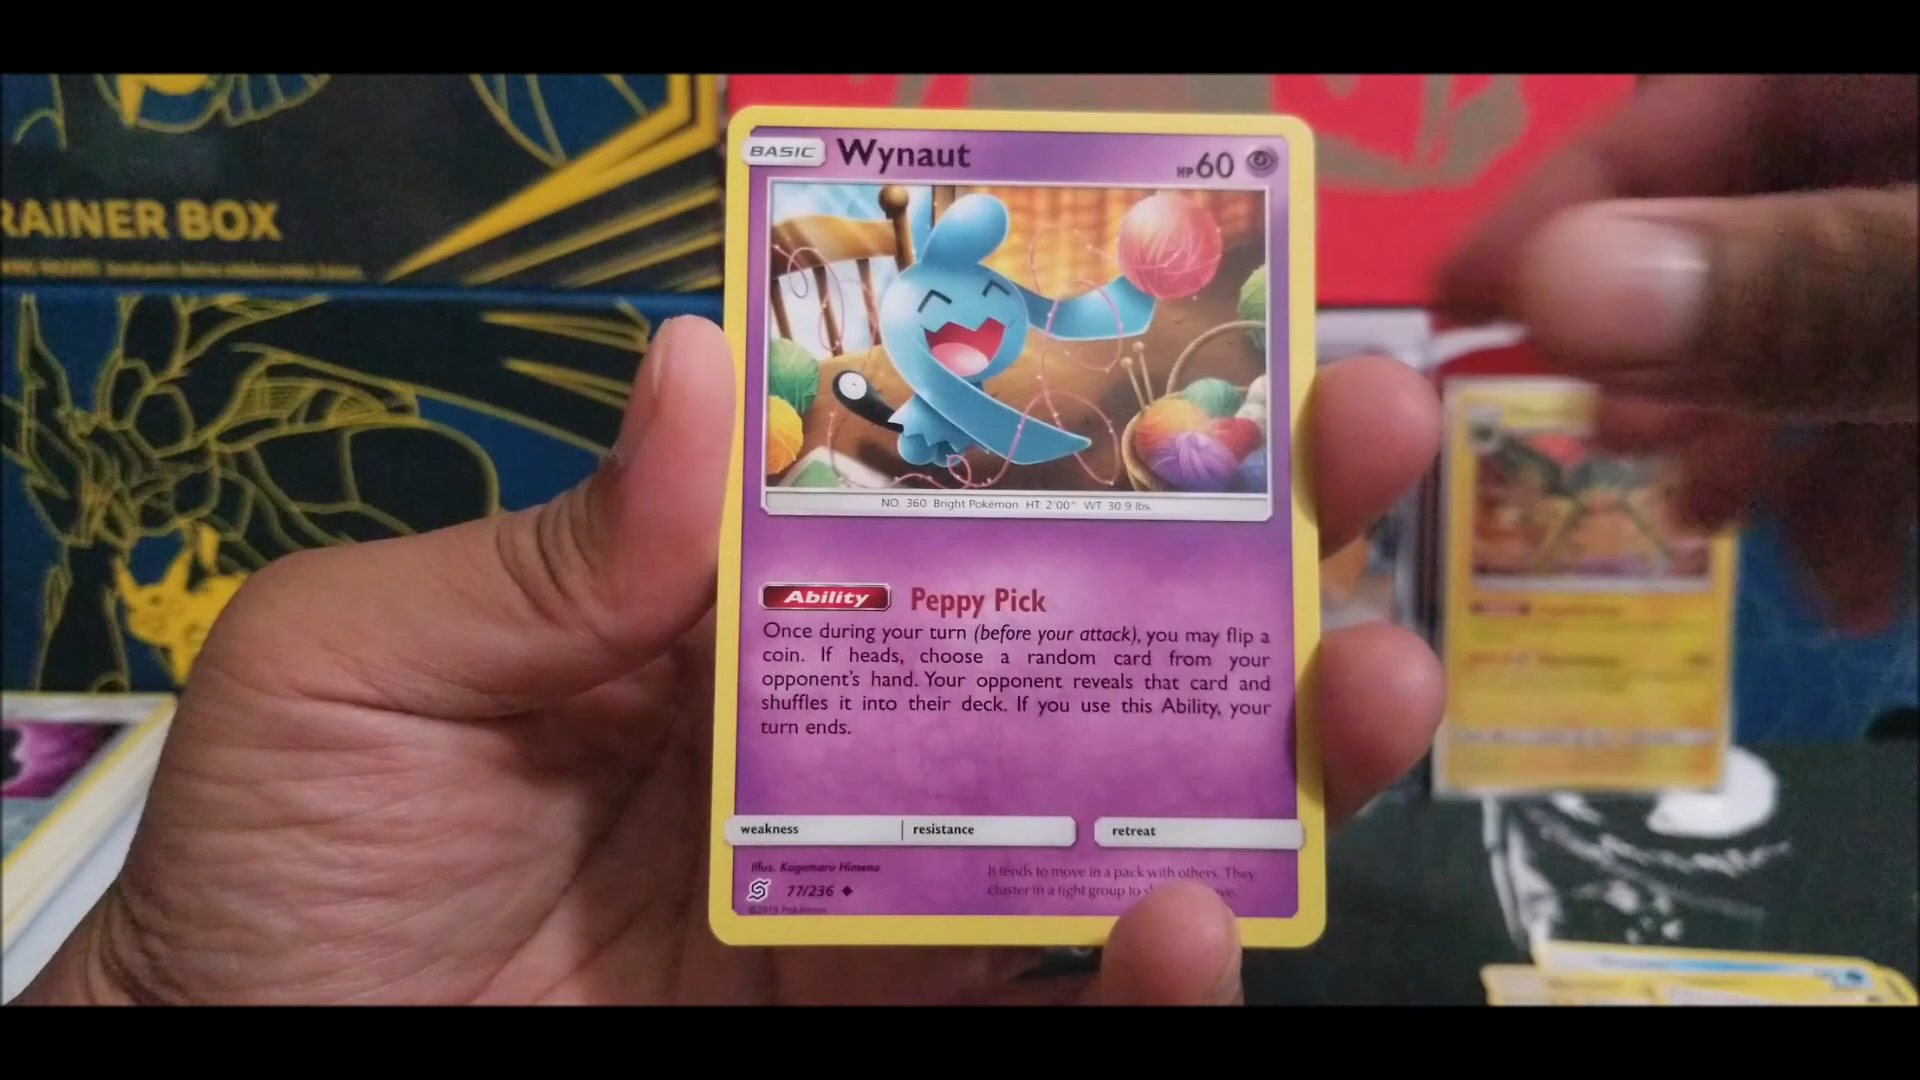 RAINER BOX
BASIC Wynaut HP 60
NO. 360 Bright Pokémon HT: 2'00" WT: 30.9 lbs.
Ability Peppy Pick
Once during your turn (before your attack), you may flip a
coin. If heads, choose a random card from your
opponent's hand. Your opponent reveals that card and
shuffles it into their deck. If you use this Ability, your
turn ends.
weakness resistance retreat
Illus. Kagemaru Himeno
77/236
©2019 Pokémon
It tends to move in a pack with others. They
cluster in a tight group to